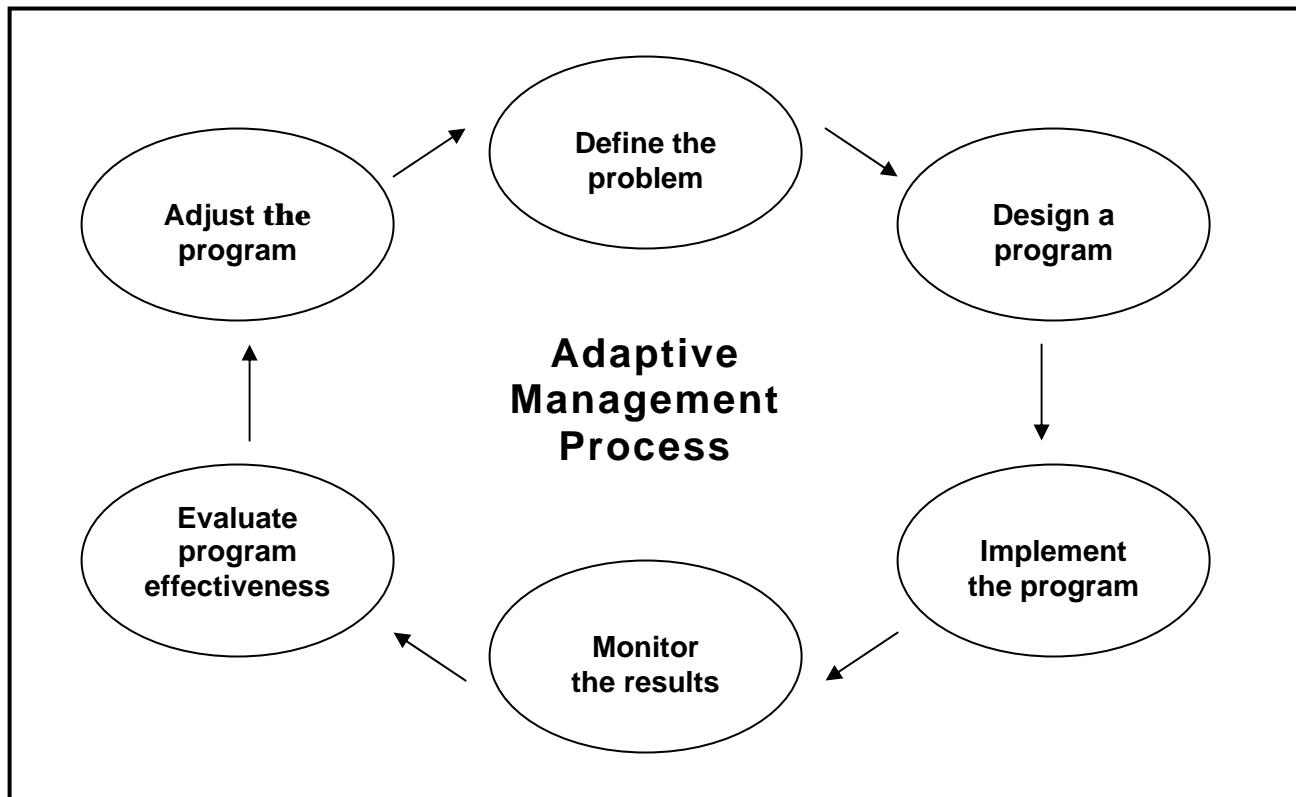 Define the
problem
Design a
program
Implement
the program
Monitor
the results
Evaluate
program
effectiveness
Adjust the
program
Adaptive
Management
Process